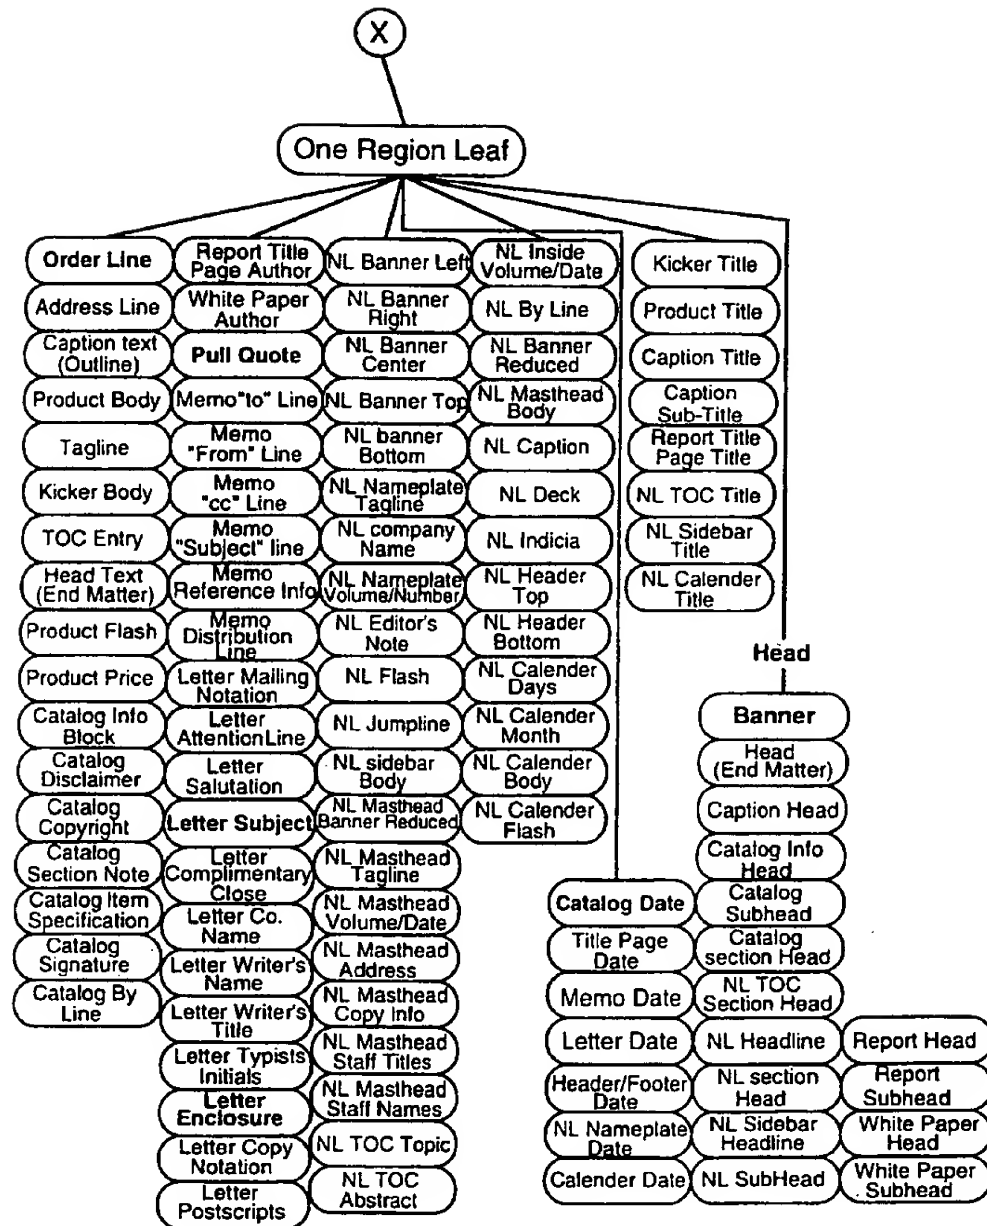 X
One Region Leaf
Order Line
Address Line
Caption text
(Outline)
Product Body
Tagline
Kicker Body
TOC Entry
Head Text
(End Matter)
Product Flash
Product Price
Catalog Info
Block
Catalog
Disclaimer
Catalog
Copyright
Catalog
Section Note
Catalog Item
Specification
Catalog
Signature
Catalog By
Line
Report Title
Page Author
White Paper
Author
Pull Quote
Memo"to" Line
Memo
"From" Line
Memo
"cc" Line
Memo
"Subject" line
Memo
Reference Info
Memo
Distribution
Line
Letter Mailing
Notation
Letter
AttentionLine
Letter
Salutation
Letter Subject
Letter
Complimentary
Close
Letter Co.
Name
Letter Writer's
Name
Letter Writer's
Title
Letter Typists
Initials
Letter
Enclosure
Letter Copy
Notation
Letter
Postscripts
NL Banner Left
NL Banner
Right
NL Banner
Center
NL Banner Top
NL banner
Bottom
NL Nameplate
Tagline
NL company
Name
NL Nameplate
Volume/Number
NL Editor's
Note
NL Flash
NL Jumpline
NL sidebar
Body
NL Masthead
Banner Reduced
NL Masthead
Tagline
NL Masthead
Volume/Date
NL Masthead
Address
NL Masthead
Copy Info
NL Masthead
Staff Titles
NL Masthead
Staff Names
NL TOC Topic
NL TOC
Abstract
NL Inside
Volume/Date
NL By Line
NL Banner
Reduced
NL Masthead
Body
NL Caption
NL Deck
NL Indicia
NL Header
Top
NL Header
Bottom
NL Calender
Days
NL Calender
Month
NL Calender
Body
NL Calender
Flash
Catalog Date
Title Page
Date
Memo Date
Letter Date
Header/Footer
Date
NL Nameplate
Date
Calender Date
Kicker Title
Product Title
Caption Title
Caption
Sub-Title
Report Title
Page Title
NL TOC Title
NL Sidebar
Title
NL Calender
Title
Head
Banner
Head
(End Matter)
Caption Head
Catalog Info
Head
Catalog
Subhead
Catalog
section Head
NL TOC
Section Head
NL Headline
NL section
Head
NL Sidebar
Headline
NL SubHead
Report Head
Report
Subhead
White Paper
Head
White Paper
Subhead